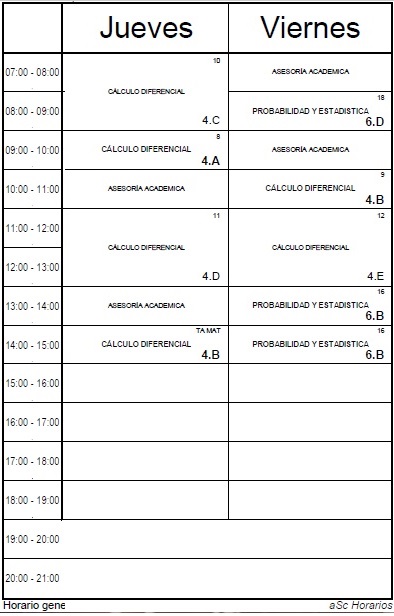 Jueves Viernes
07:00 - 08:00
10
CÁLCULO DIFERENCIAL
4.C
ASESORÍA ACADEMICA
08:00 - 09:00
18
PROBABILIDAD Y ESTADISTICA
6.D
09:00 - 10:00
8
CÁLCULO DIFERENCIAL
4.A
ASESORÍA ACADEMICA
10:00 - 11:00
ASESORÍA ACADEMICA
9
CÁLCULO DIFERENCIAL
4.B
11:00 - 12:00
12:00 - 13:00
11
CÁLCULO DIFERENCIAL
4.D
12
CÁLCULO DIFERENCIAL
4.E
13:00 - 14:00
ASESORÍA ACADEMICA
16
PROBABILIDAD Y ESTADISTICA
6.B
14:00 - 15:00
TA MAT
CÁLCULO DIFERENCIAL
4.B
16
PROBABILIDAD Y ESTADISTICA
6.B
15:00 - 16:00
16:00 - 17:00
17:00 - 18:00
18:00 - 19:00
19:00 - 20:00
20:00 - 21:00
Horario gene aSc Horarios